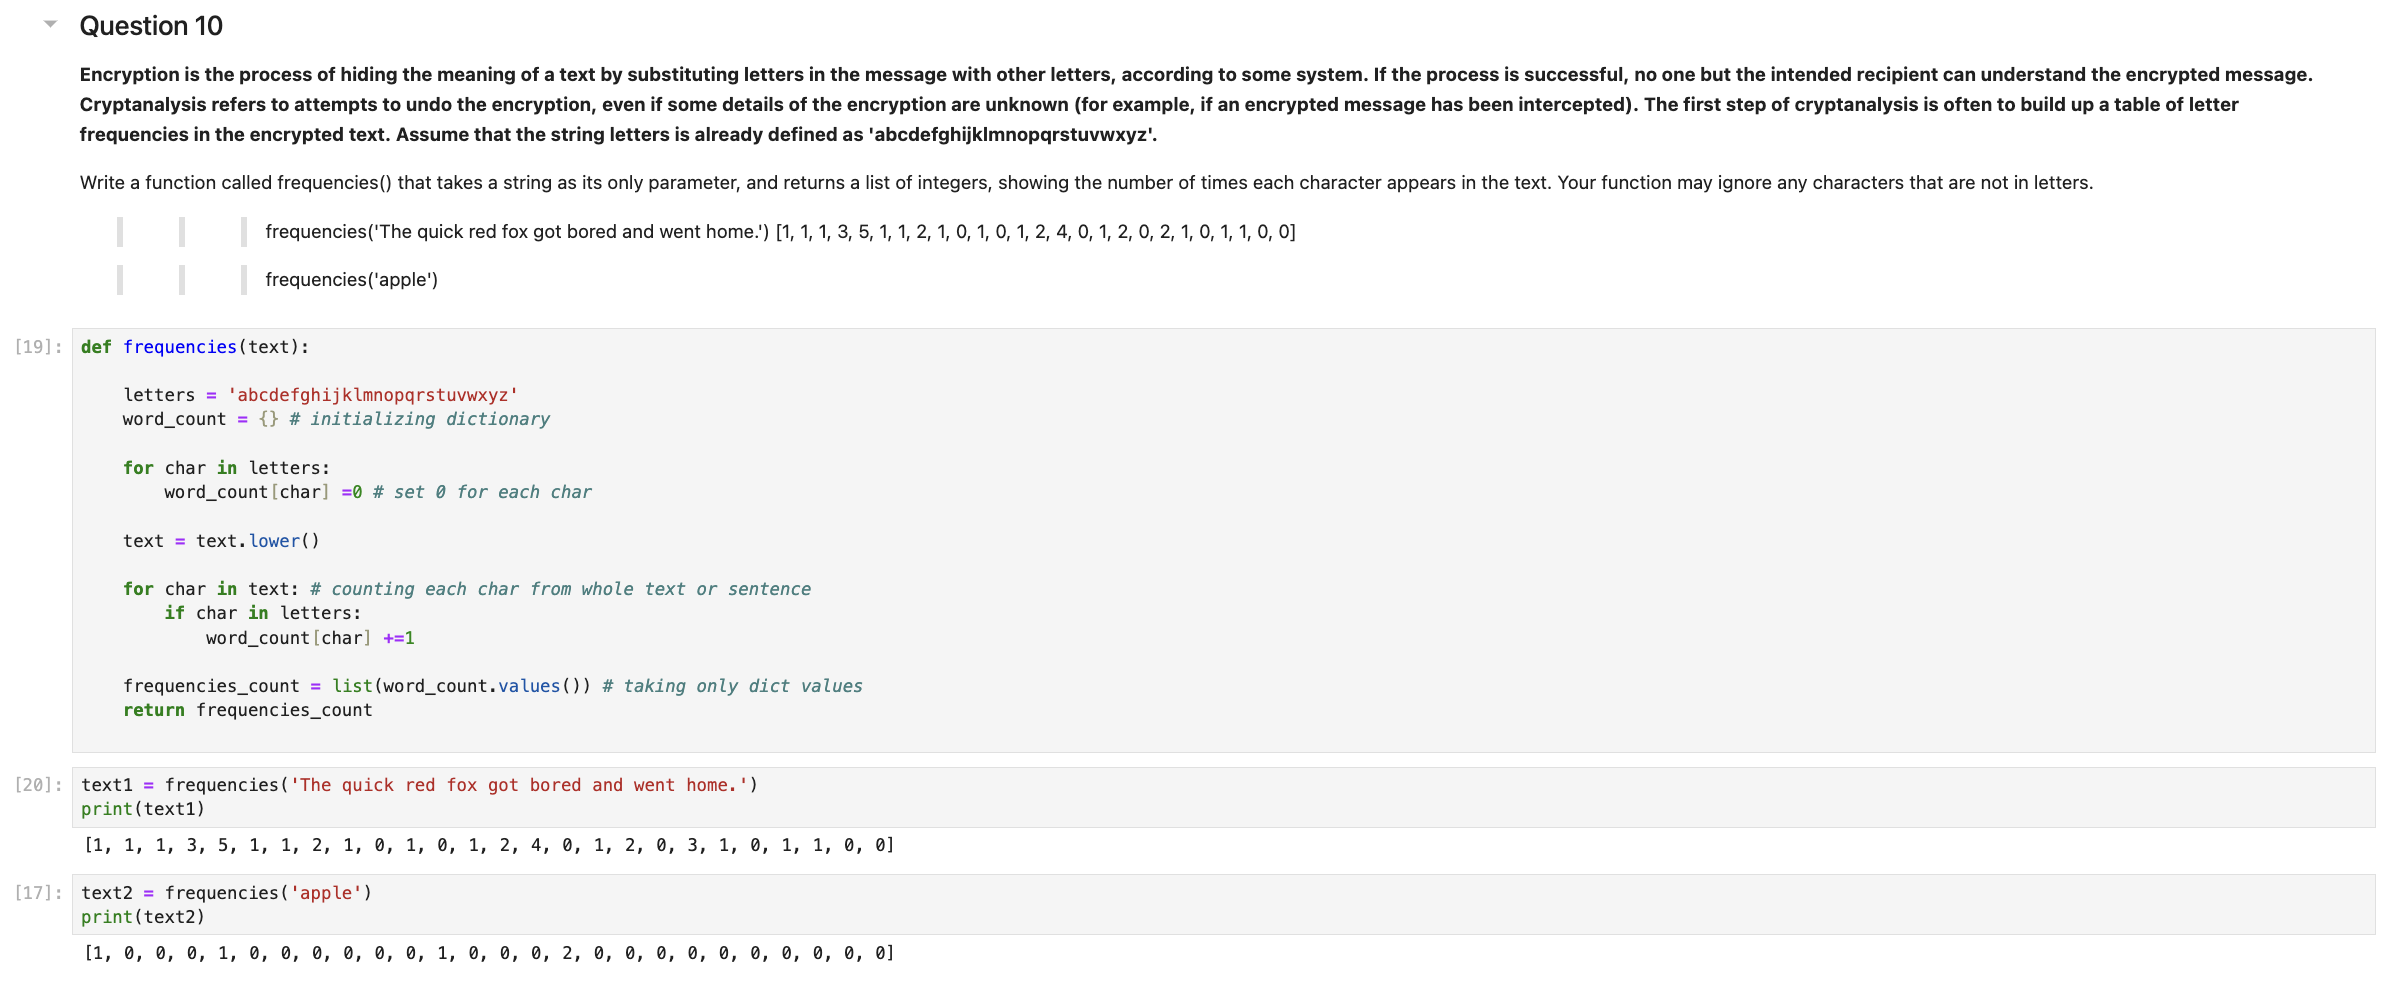 Question 10
Encryption is the process of hiding the meaning of a text by substituting letters in the message with other letters, according to some system. If the process is successful, no one but the intended recipient can understand the encrypted message.
Cryptanalysis refers to attempts to undo the encryption, even if some details of the encryption are unknown (for example, if an encrypted message has been intercepted). The first step of cryptanalysis is often to build up a table of letter
frequencies in the encrypted text. Assume that the string letters is already defined as 'abcdefghijklmnopqrstuvwxyz'.
Write a function called frequencies() that takes a string as its only parameter, and returns a list of integers, showing the number of times each character appears in the text. Your function may ignore any characters that are not in letters.
frequencies('The quick red fox got bored and went home.') [1, 1, 1, 3, 5, 1, 1, 2, 1, 0, 1, 0, 1, 2, 4, 0, 1, 2, 0, 2, 1, 0, 1, 1, 0, 0]
frequencies('apple')
[19]: def frequencies(text):
letters = 'abcdefghijklmnopqrstuvwxyz'
word_count = {} # initializing dictionary
for char in letters:
word_count[char] =0 # set 0 for each char
text = text.lower()
for char in text: # counting each char from whole text or sentence
if char in letters:
word_count[char] +=1
frequencies_count = list(word_count.values()) # taking only dict values
return frequencies_count
[20]: text1 = frequencies('The quick red fox got bored and went home.')
print(text1)
[1, 1, 1, 3, 5, 1, 1, 2, 1, 0, 1, 0, 1, 2, 4, 0, 1, 2, 0, 3, 1, 0, 1, 1, 0, 0]
[17]: text2 = frequencies('apple')
print(text2)
[1, 0, 0, 0, 1, 0, 0, 0, 0, 0, 0, 1, 0, 0, 0, 2, 0, 0, 0, 0, 0, 0, 0, 0, 0, 0]